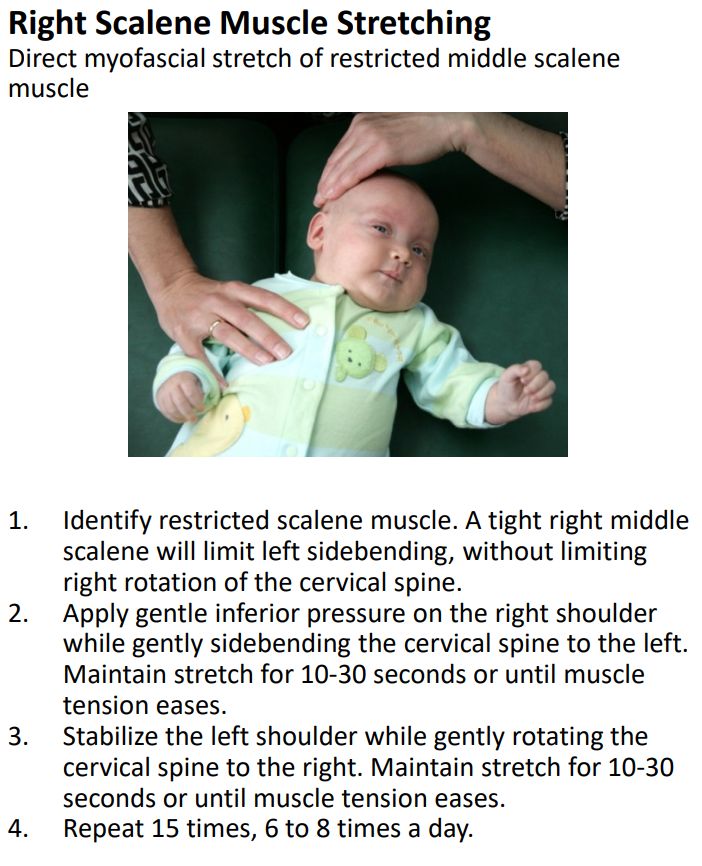 Right Scalene Muscle Stretching
Direct myofascial stretch of restricted middle scalene
muscle
1. Identify restricted scalene muscle. A tight right middle
scalene will limit left sidebending, without limiting
right rotation of the cervical spine.
2. Apply gentle inferior pressure on the right shoulder
while gently sidebending the cervical spine to the left.
Maintain stretch for 10-30 seconds or until muscle
tension eases.
3. Stabilize the left shoulder while gently rotating the
cervical spine to the right. Maintain stretch for 10-30
seconds or until muscle tension eases.
4. Repeat 15 times, 6 to 8 times a day.